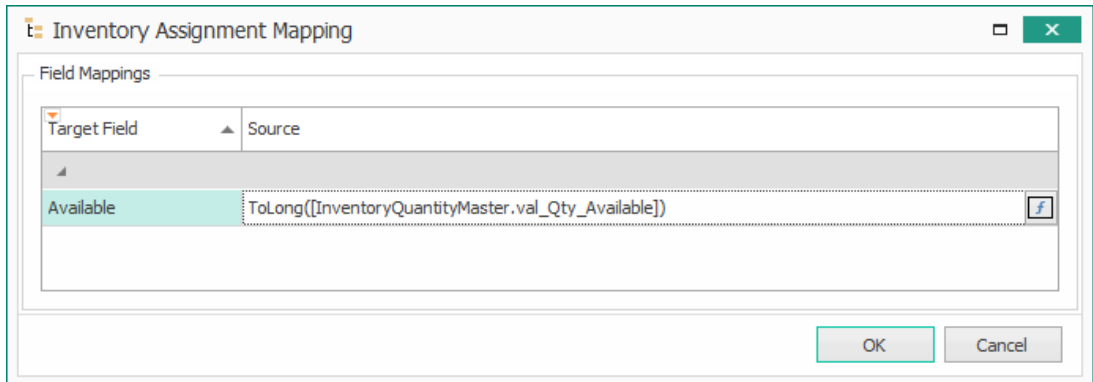 Inventory Assignment Mapping
Field Mappings
Target Field Source
Available ToLong([InventoryQuantityMaster.val_Qty_Available]) f
OK Cancel